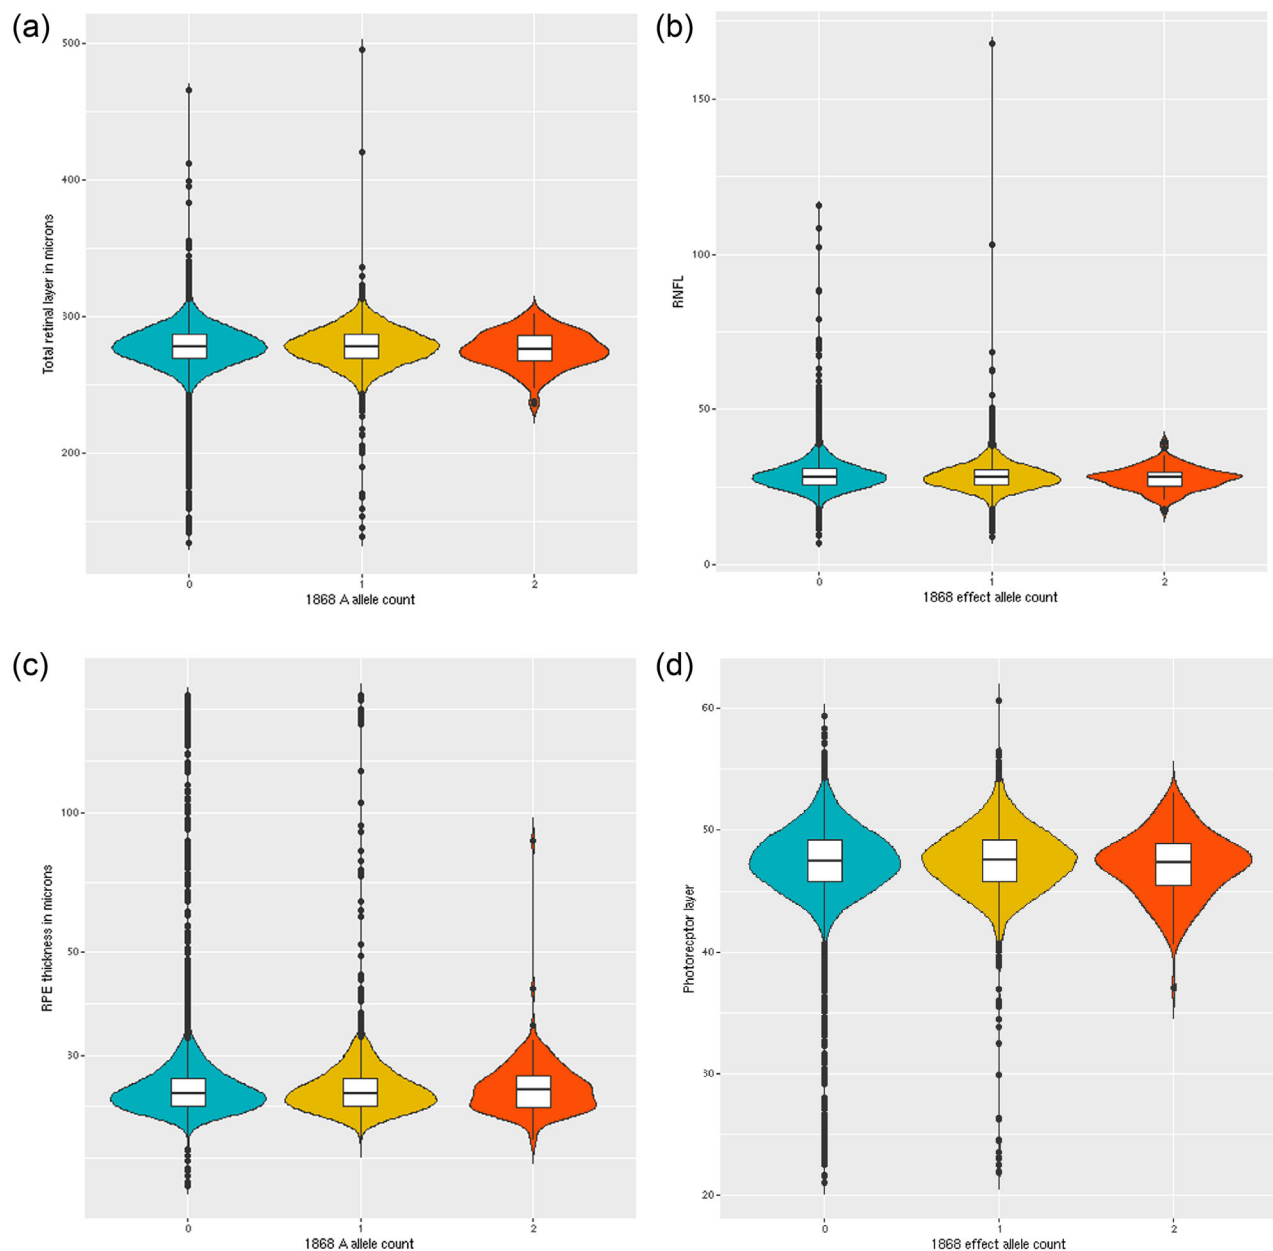 (a)
500
400
300
200
Total retinal layer in microns
0 1 2
1868 A allele count
(b)
150
100
50
0
RNFL
0 1 2
1868 effect allele count
(c)
100
50
30
RPE thickness in microns
0 1 2
1868 A allele count
(d)
60
50
40
30
20
Photorecptor layer
0 1 2
1868 effect allele count